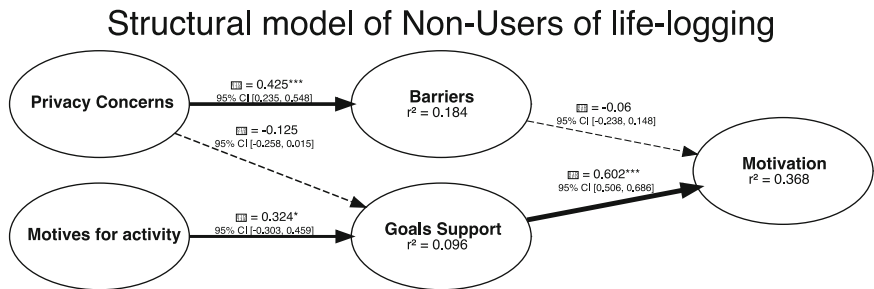 Structural model of Non-Users of life-logging
Privacy Concerns
= 0.425***
95% CI [0.235, 0.548]
Barriers
r² = 0.184
= -0.125
95% CI [-0.258, 0.015]
= -0.06
95% CI [-0.238, 0.148]
Motivation
r² = 0.368
= 0.602***
95% CI [0.506, 0.686]
Motives for activity
= 0.324*
95% CI [-0.303, 0.459]
Goals Support
r² = 0.096